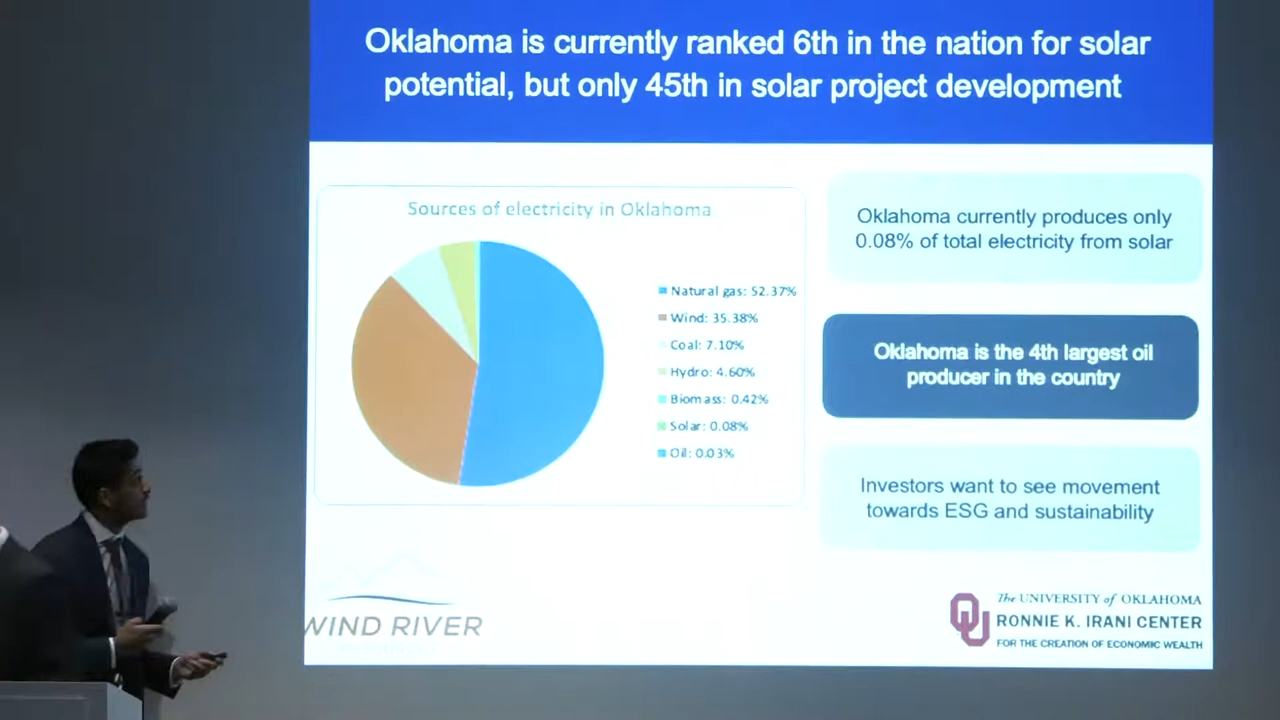 Oklahoma is currently ranked 6th in the nation for solar
potential, but only 45th in solar project development
Sources of electricity in Oklahoma
Natural gas: 52.37%
Wind: 35.38%
Coal: 7.10%
Hydro: 4.60%
Biomass: 0.42%
Solar: 0.08%
Oil: 0.03%
Oklahoma currently produces only
0.08% of total electricity from solar
Oklahoma is the 4th largest oil
producer in the country
Investors want to see movement
towards ESG and sustainability
WIND RIVER
OU
The UNIVERSITY of OKLAHOMA
RONNIE K. IRANI CENTER
FOR THE CREATION OF ECONOMIC WEALTH